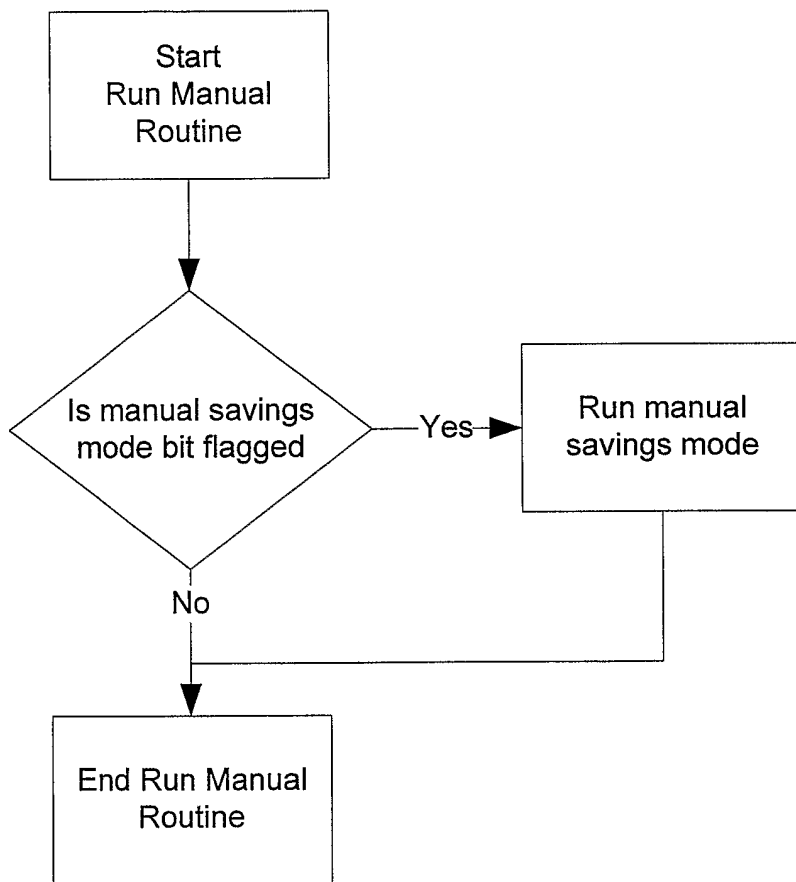 Start
Run Manual
Routine
Is manual savings
mode bit flagged
Yes
Run manual
savings mode
No
End Run Manual
Routine